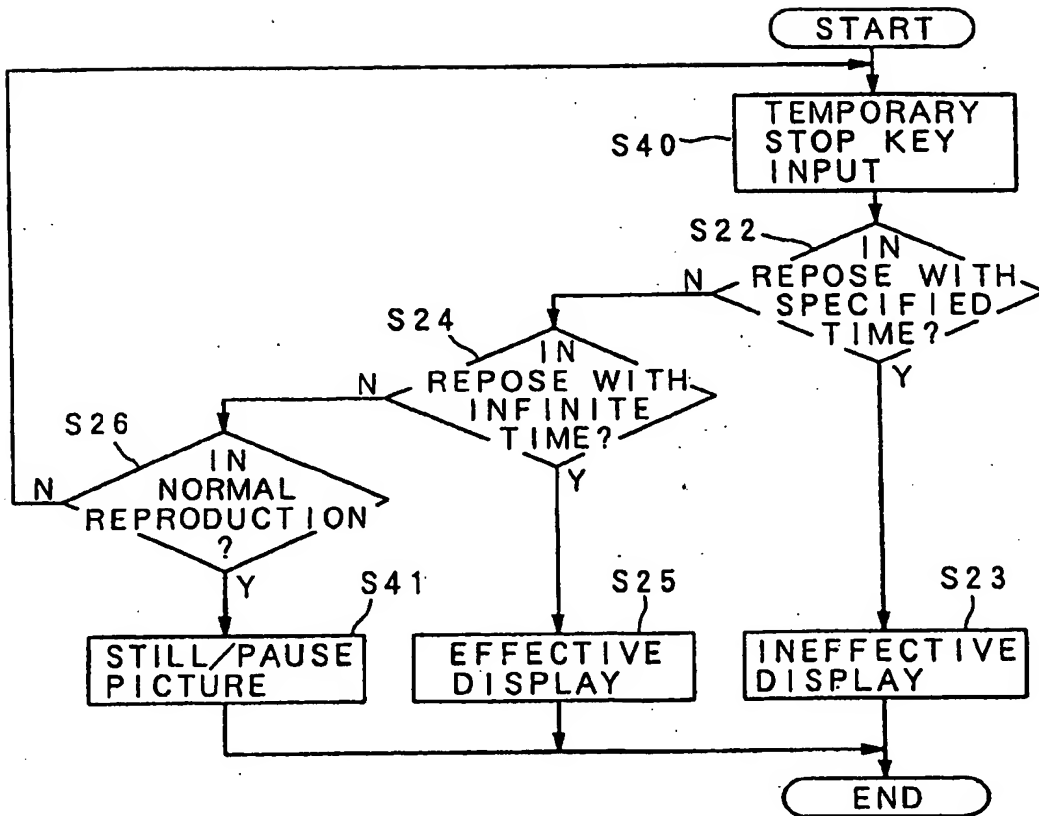 START
TEMPORARY
STOP KEY
INPUT
S40
S22
IN
REPOSE WITH
SPECIFIED
TIME?
N
Y
S24
IN
REPOSE WITH
INFINITE
TIME?
N
Y
S26
IN
NORMAL
REPRODUCTION
?
N
Y
S41
STILL/PAUSE
PICTURE
S25
EFFECTIVE
DISPLAY
S23
INEFFECTIVE
DISPLAY
END